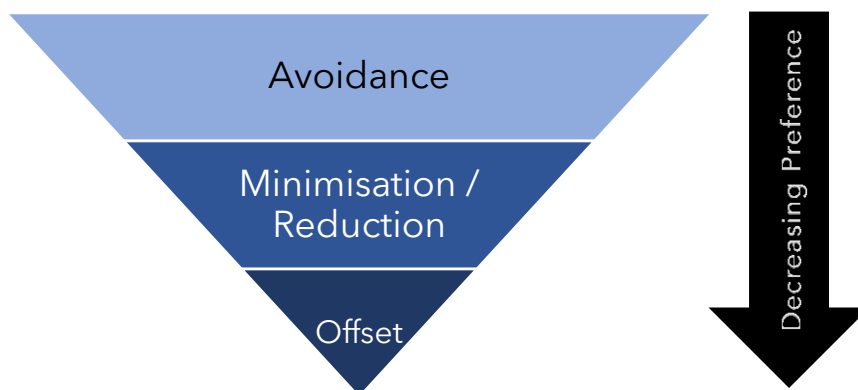 Avoidance
Minimisation /
Reduction
Offset
Decreasing Preference